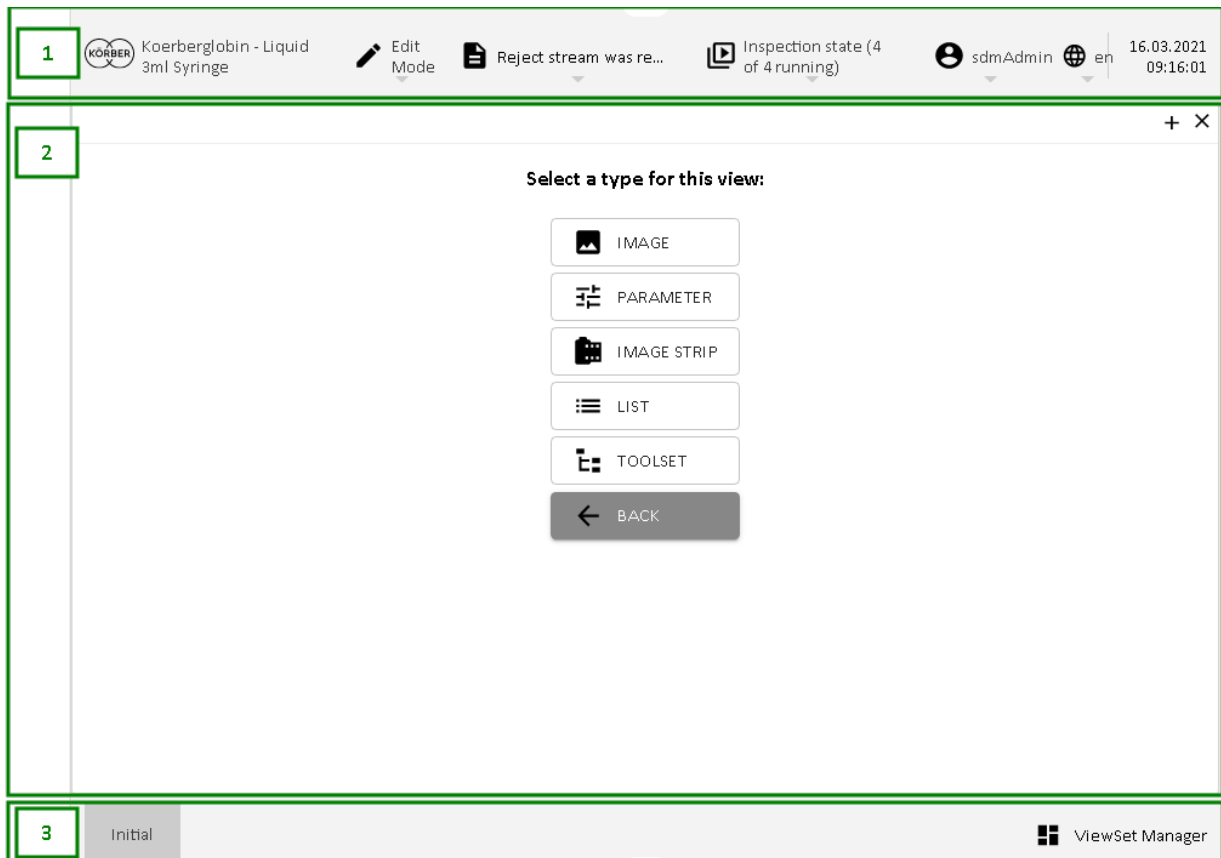 1
KÖRBER
Koerberglobin - Liquid
3ml Syringe
Edit
Mode
Reject stream was re...
Inspection state (4
of 4 running)
sdmAdmin
en
16.03.2021
09:16:01
2
Select a type for this view:
IMAGE
PARAMETER
IMAGE STRIP
LIST
TOOLSET
BACK
3
Initial
ViewSet Manager